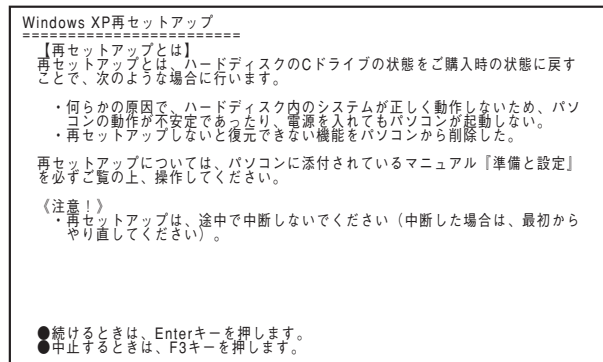 Windows XP再セットアップ
========================
【再セットアップとは】
再セットアップとは、ハードディスクのCドライブの状態をご購入時の状態に戻す
ことで、次のような場合に行います。
・何らかの原因で、ハードディスク内のシステムが正しく動作しないため、パソ
コンの動作が不安定であったり、電源を入れてもパソコンが起動しない。
・再セットアップしないと復元できない機能をパソコンから削除した。
再セットアップについては、パソコンに添付されているマニュアル『準備と設定』
を必ずご覧の上、操作してください。
《注意！》
・再セットアップは、途中で中断しないでください（中断した場合は、最初から
やり直してください）。
●続けるときは、Enterキーを押します。
●中止するときは、F3キーを押します。